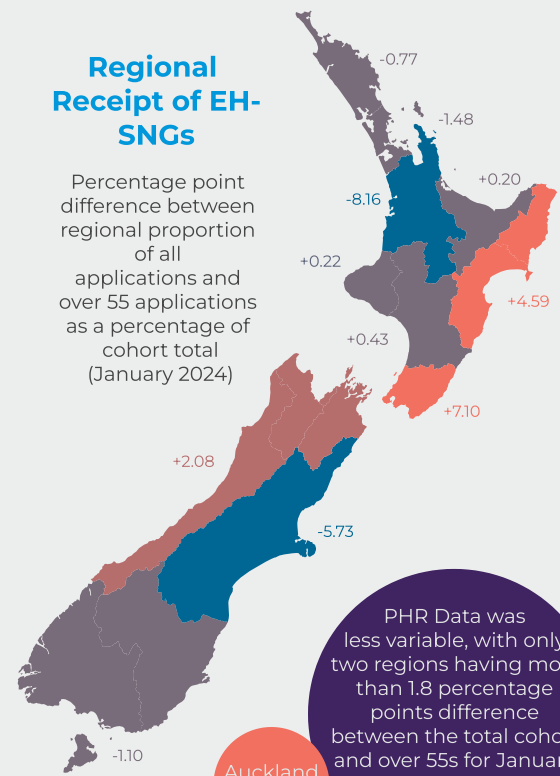 Regional
Receipt of EH-
SNGs
Percentage point
difference between
regional proportion
of all
applications and
over 55 applications
as a percentage of
cohort total
(January 2024)
-0.77
-1.48
+0.20
-8.16
+0.22
+4.59
+0.43
+7.10
+2.08
-5.73
-1.10
PHR Data was
less variable, with only
two regions having mo
than 1.8 percentage
points difference
between the total coho
and over 55s for Januar
Auckland